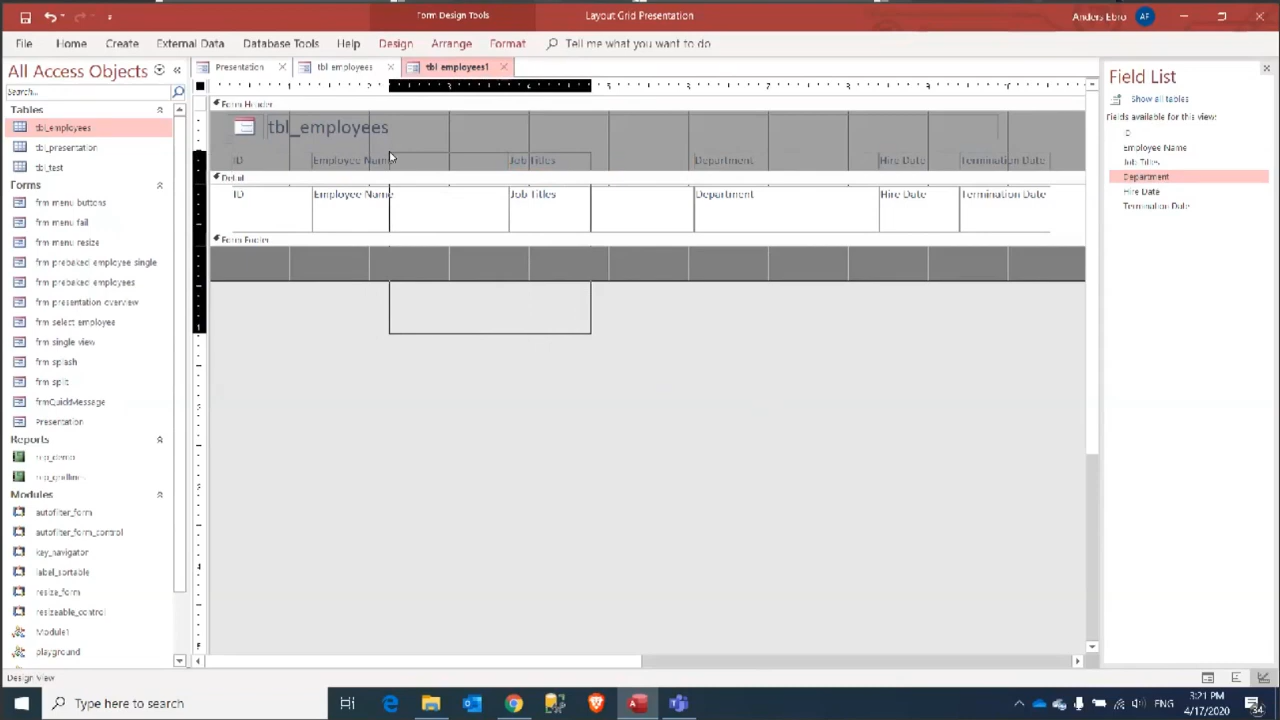 Form Design Tools
Layout Grid Presentation
Anders Ebro
AF
File Home Create External Data Database Tools Help Design Arrange Format Tell me what you want to do
All Access Objects
Search...
Tables
tbl_employees
tbl_presentation
tbl_test
Forms
frm menu buttons
frm menu fail
frm menu resize
frm prebaked employee single
frm prebaked employees
frm presentation overview
frm select employee
frm single view
frm splash
frm split
frmQuickMessage
Presentation
Reports
rep_demo
rep_gridlines
Modules
autofilter_form
autofilter_form_control
key_navigator
label_sortable
resize_form
resizeable_control
Module1
playground
Presentation
tbl employees
tbl employees1
Form Header
tbl_employees
ID Employee Name Job Titles Department Hire Date Termination Date
Detail
ID Employee Name Job Titles Department Hire Date Termination Date
Form Footer
Field List
Show all tables
Fields available for this view:
ID
Employee Name
Job Titles
Department
Hire Date
Termination Date
Design View
Type here to search
ENG
3:21 PM
4/17/2020